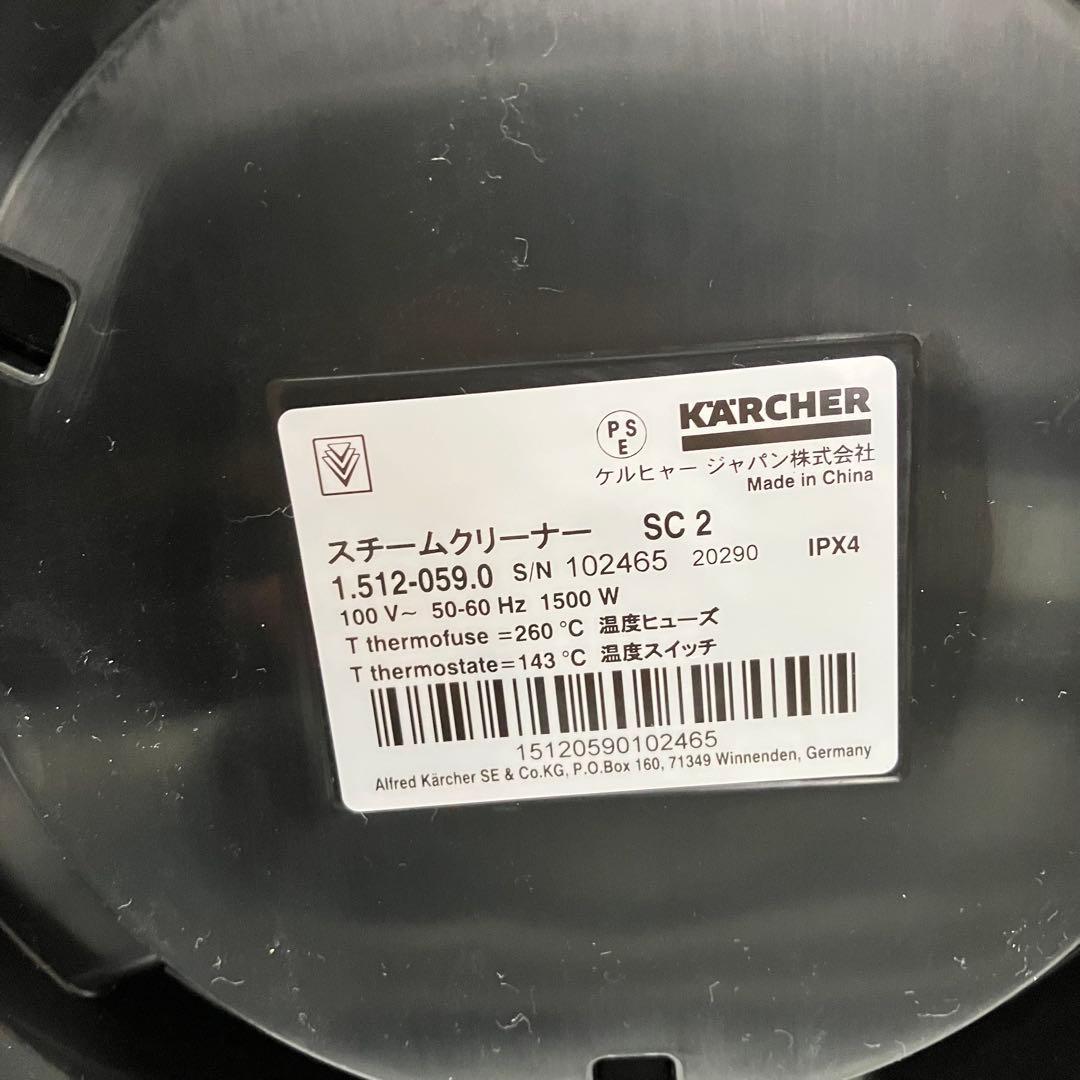 PSE
KÄRCHER
ケルヒャー ジャパン株式会社
Made in China
スチームクリーナー SC 2
1.512-059.0 S/N 102465 20290 IPX4
100 V~ 50-60 Hz 1500 W
T thermofuse =260 °C 温度ヒューズ
T thermostate=143 °C 温度スイッチ
15120590102465
Alfred Kärcher SE & Co.KG, P.O.Box 160, 71349 Winnenden, Germany